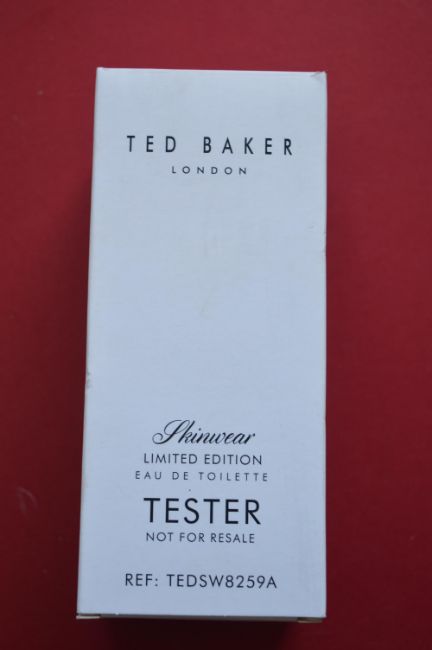 TED BAKER
LONDON
Skinwear
LIMITED EDITION
EAU DE TOILETTE
TESTER
NOT FOR RESALE
REF: TEDSW8259A